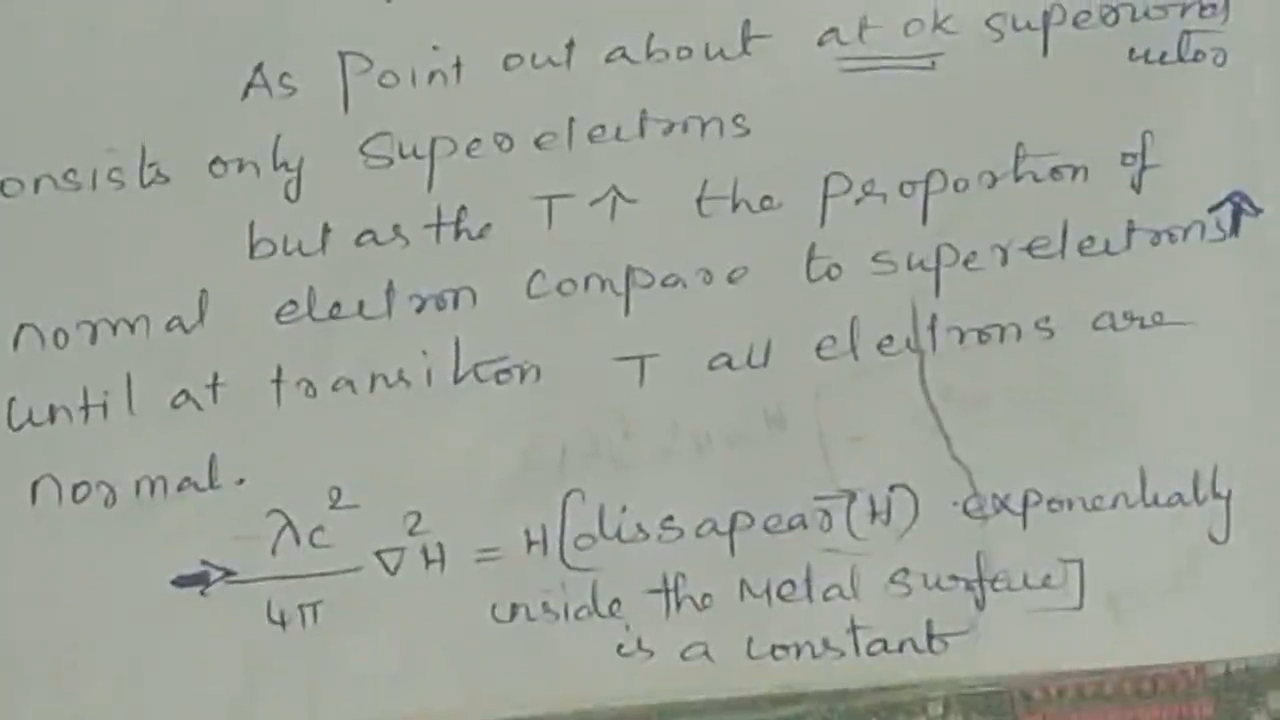 As Point out about at ok superconductor
onsists only Superelectrons
but as the T↑ the proportion of
normal electron compare to superelectrons↑
until at transition T all electrons are
normal.
→ λc²/4π ∇²H = H[dissapear (H) exponentially
inside the Metal surface]
is a constant